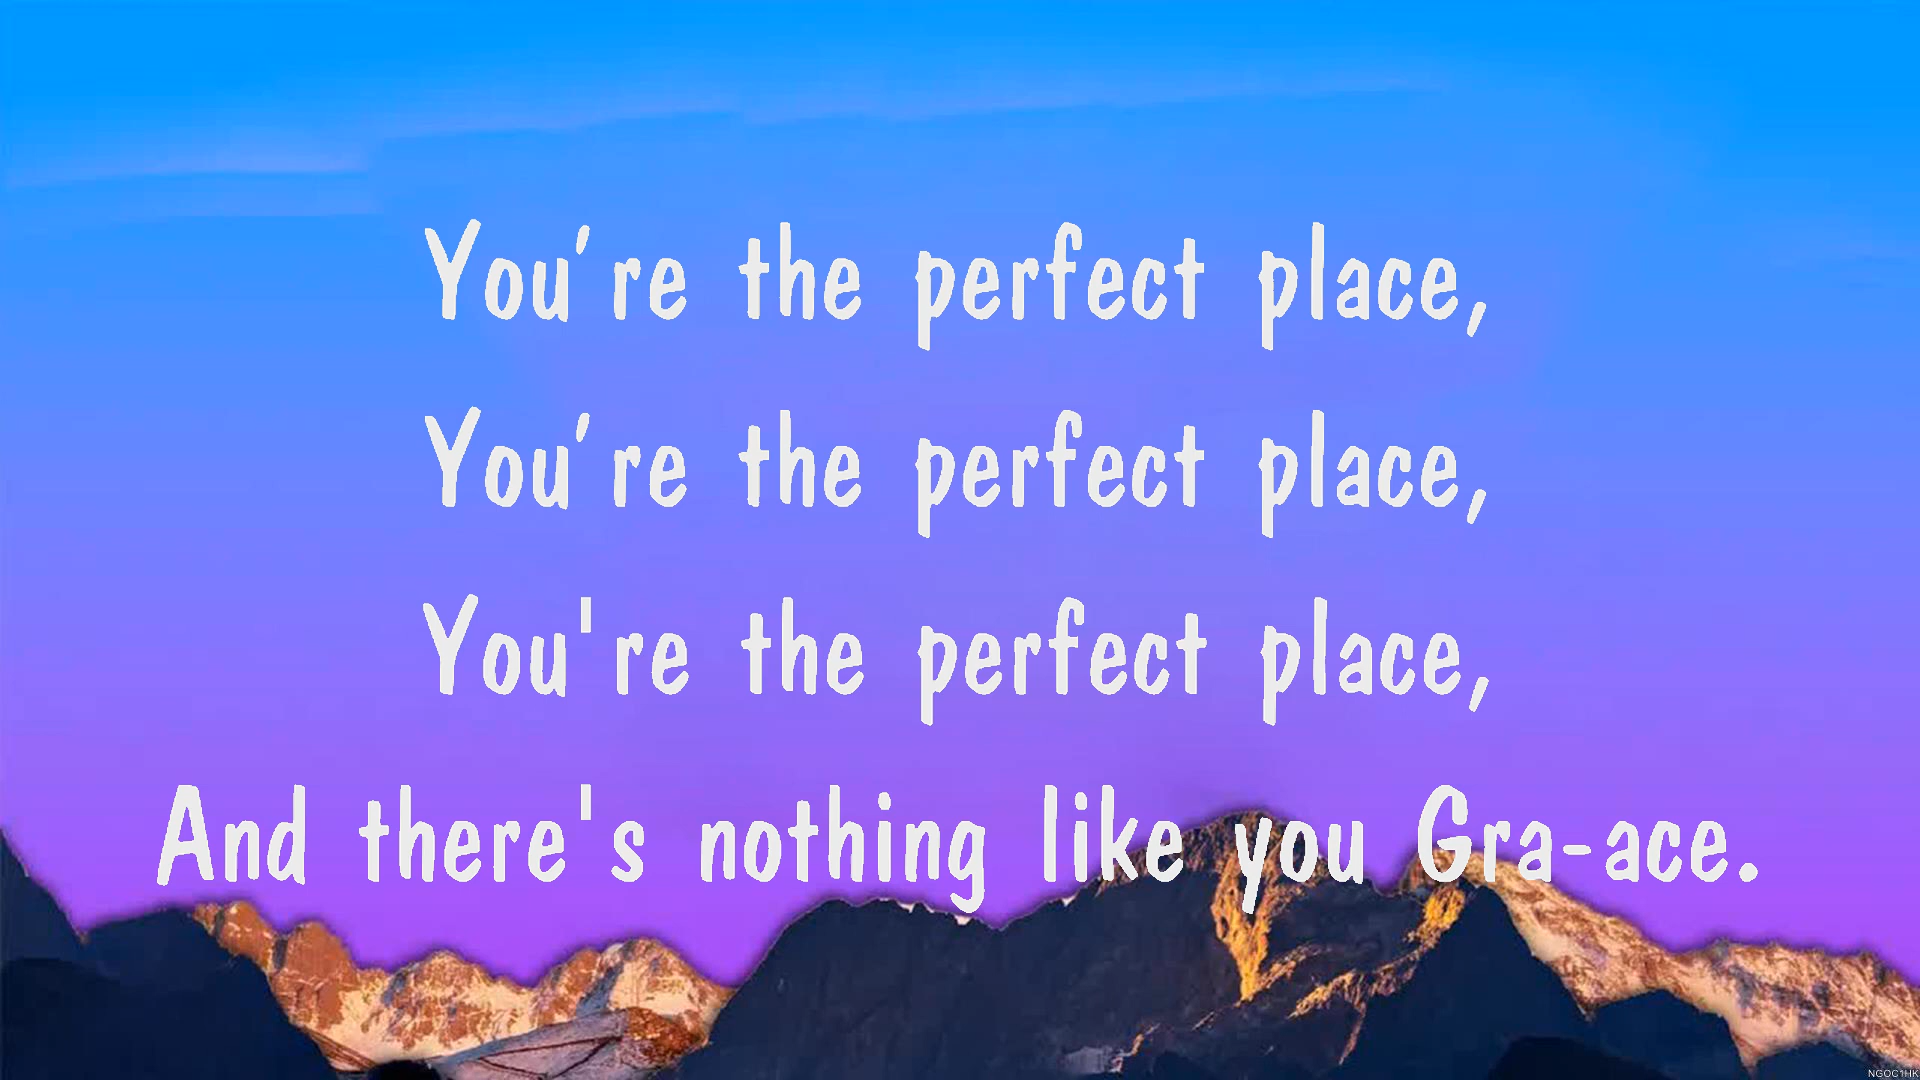 You’re the perfect place,
You’re the perfect place,
You're the perfect place,
And there's nothing like you Gra-ace.
NGOC1HK